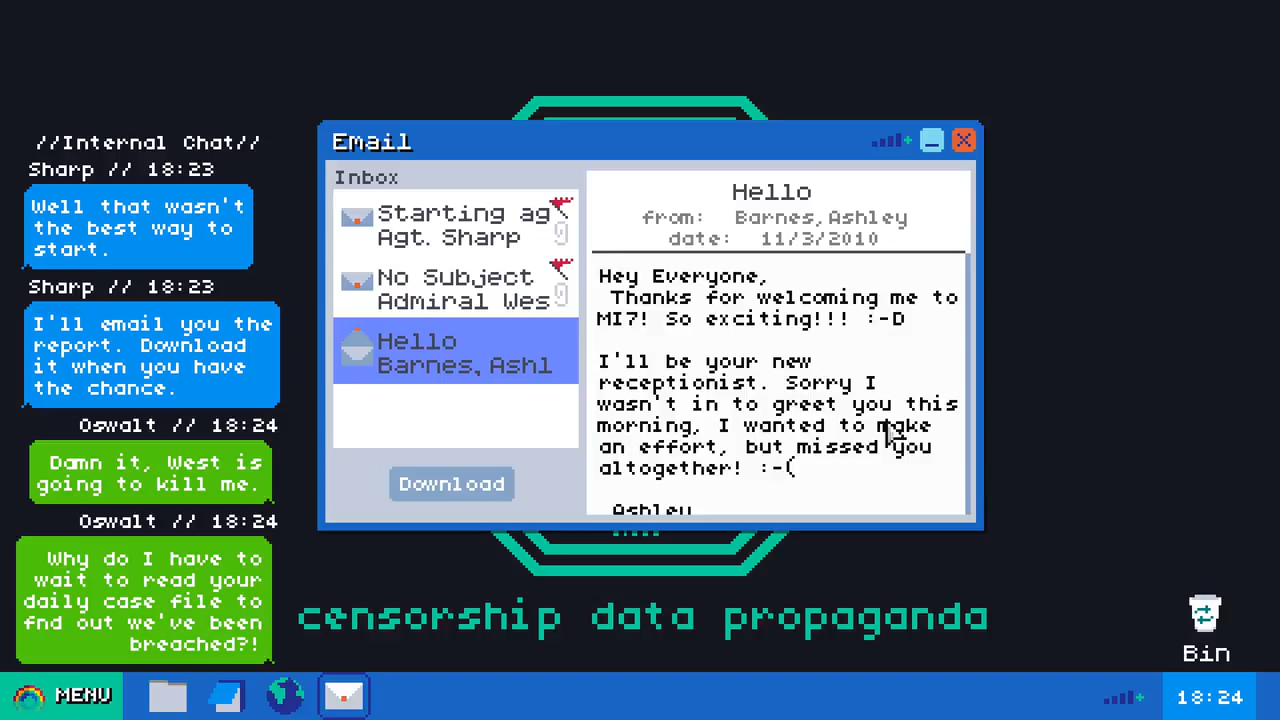 //Internal Chat//
Sharp // 18:23
Well that wasn't
the best way to
start.
Sharp // 18:23
I'll email you the
report. Download
it when you have
the chance.
Oswalt // 18:24
Damn it, West is
going to kill me.
Oswalt // 18:24
Why do I have to
wait to read your
daily case file to
fnd out we've been
breached?!
Email
Inbox
Starting ag
Agt. Sharp
No Subject
Admiral Wes
Hello
Barnes, Ashl
Download
Hello
from: Barnes, Ashley
date: 11/3/2010
Hey Everyone,
Thanks for welcoming me to
MI7! So exciting!!! :-D
I'll be your new
receptionist. Sorry I
wasn't in to greet you this
morning, I wanted to make
an effort, but missed you
altogether! :-(
Ashley
censorship data propaganda
Bin
MENU
18:24